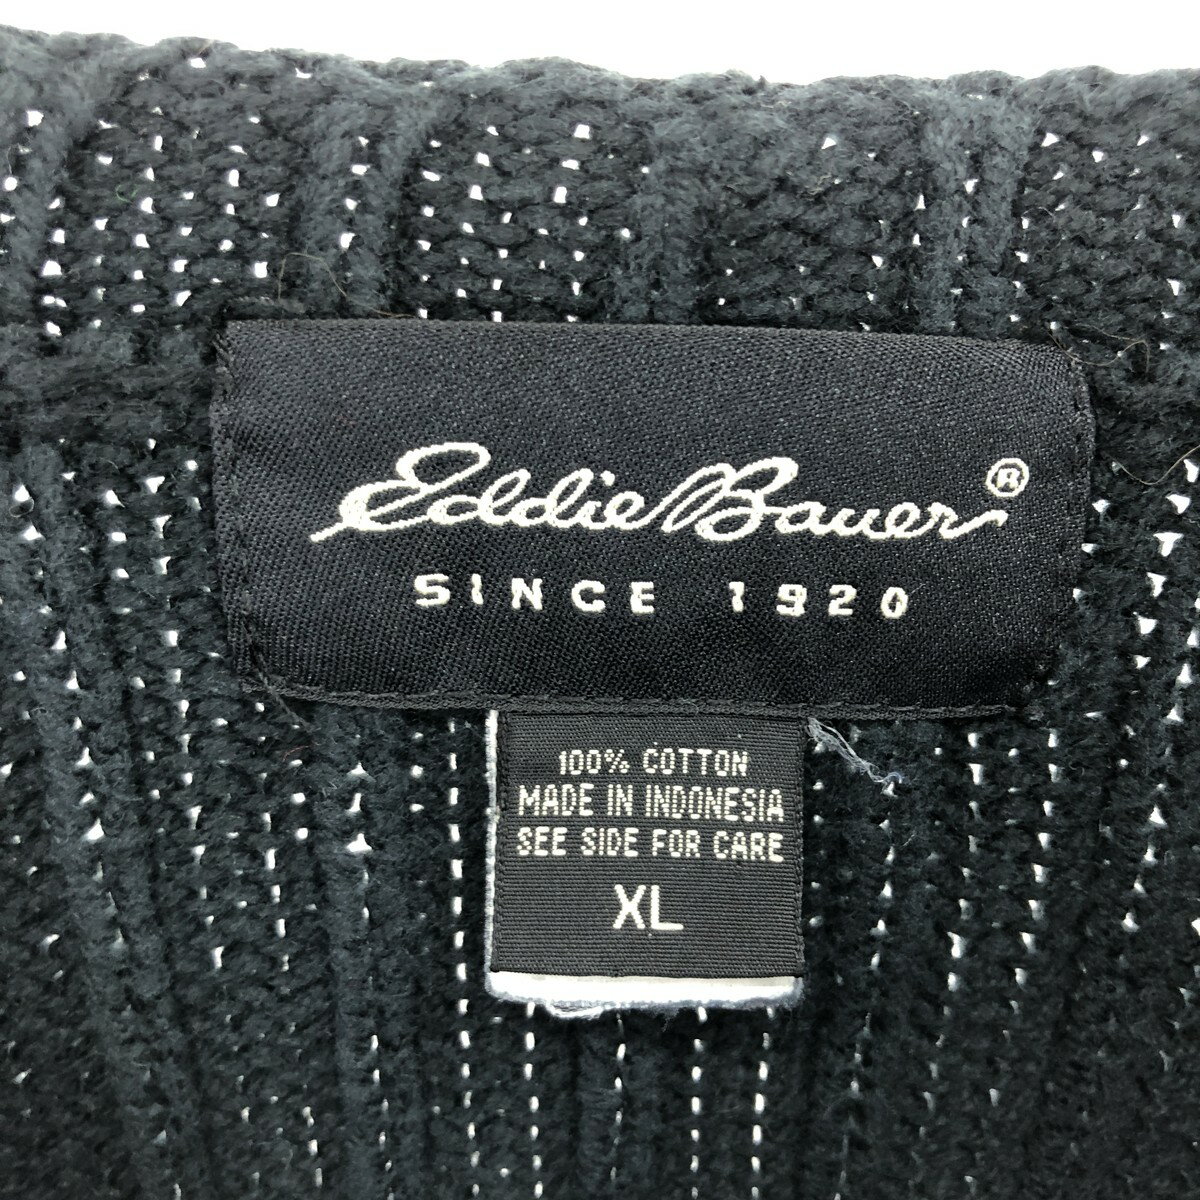 Eddie Bauer®
SINCE 1920
100% COTTON
MADE IN INDONESIA
SEE SIDE FOR CARE
XL